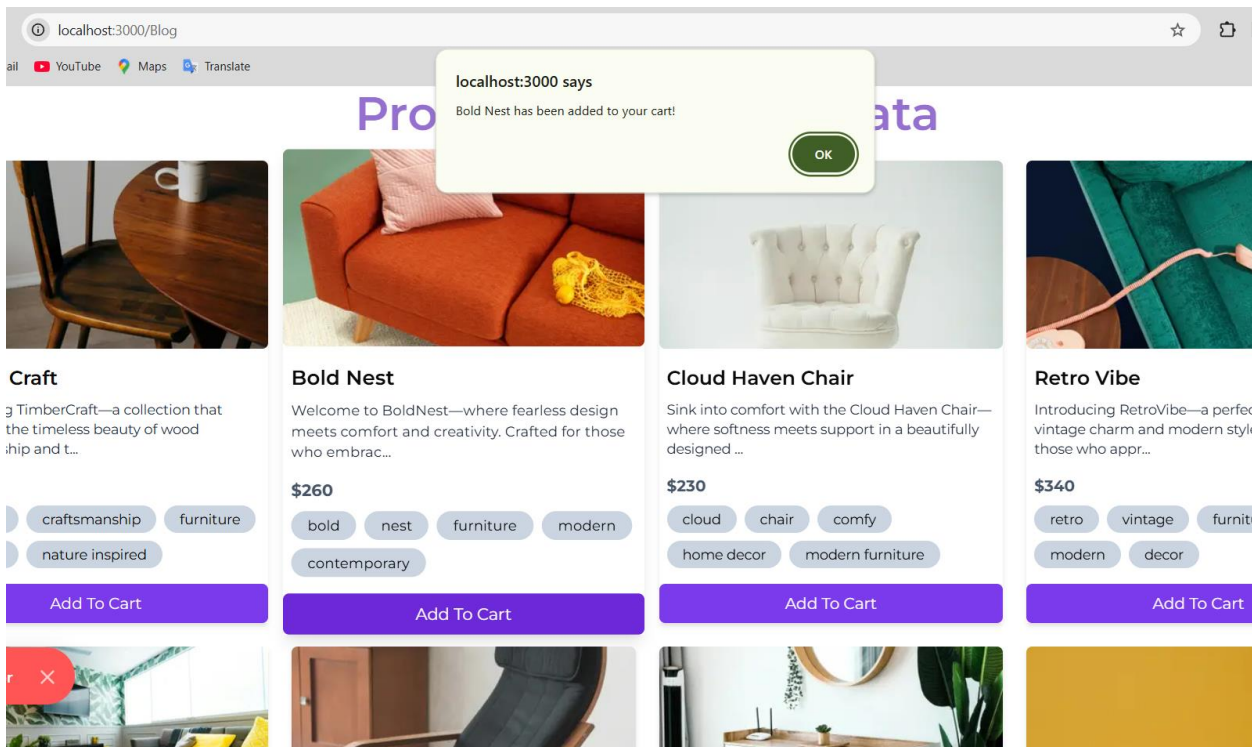 localhost:3000/Blog
ail YouTube Maps Translate
localhost:3000 says
Bold Nest has been added to your cart!
OK
Pro ata
Craft
g TimberCraft—a collection that
the timeless beauty of wood
ship and t...
craftsmanship furniture
nature inspired
Add To Cart
Bold Nest
Welcome to BoldNest—where fearless design
meets comfort and creativity. Crafted for those
who embrac...
$260
bold nest furniture modern
contemporary
Add To Cart
Cloud Haven Chair
Sink into comfort with the Cloud Haven Chair—
where softness meets support in a beautifully
designed ...
$230
cloud chair comfy
home decor modern furniture
Add To Cart
Retro Vibe
Introducing RetroVibe—a perfec
vintage charm and modern style
those who appr...
$340
retro vintage furnitu
modern decor
Add To Cart
r